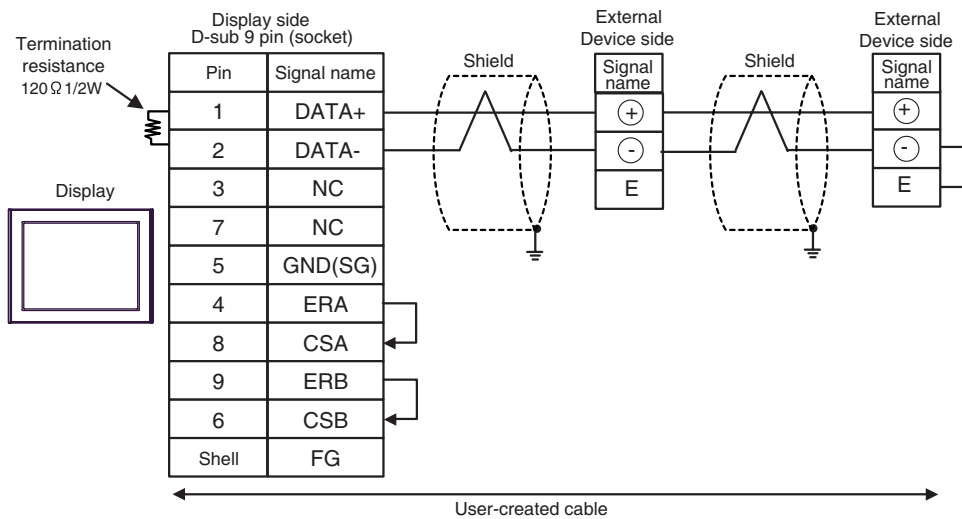 Display side
D-sub 9 pin (socket)
Termination
resistance
120Ω 1/2W
Display
Pin Signal name
1 DATA+
2 DATA-
3 NC
7 NC
5 GND(SG)
4 ERA
8 CSA
9 ERB
6 CSB
Shell FG
Shield
External
Device side
Signal
name
+
-
E
Shield
External
Device side
Signal
name
+
-
E
User-created cable